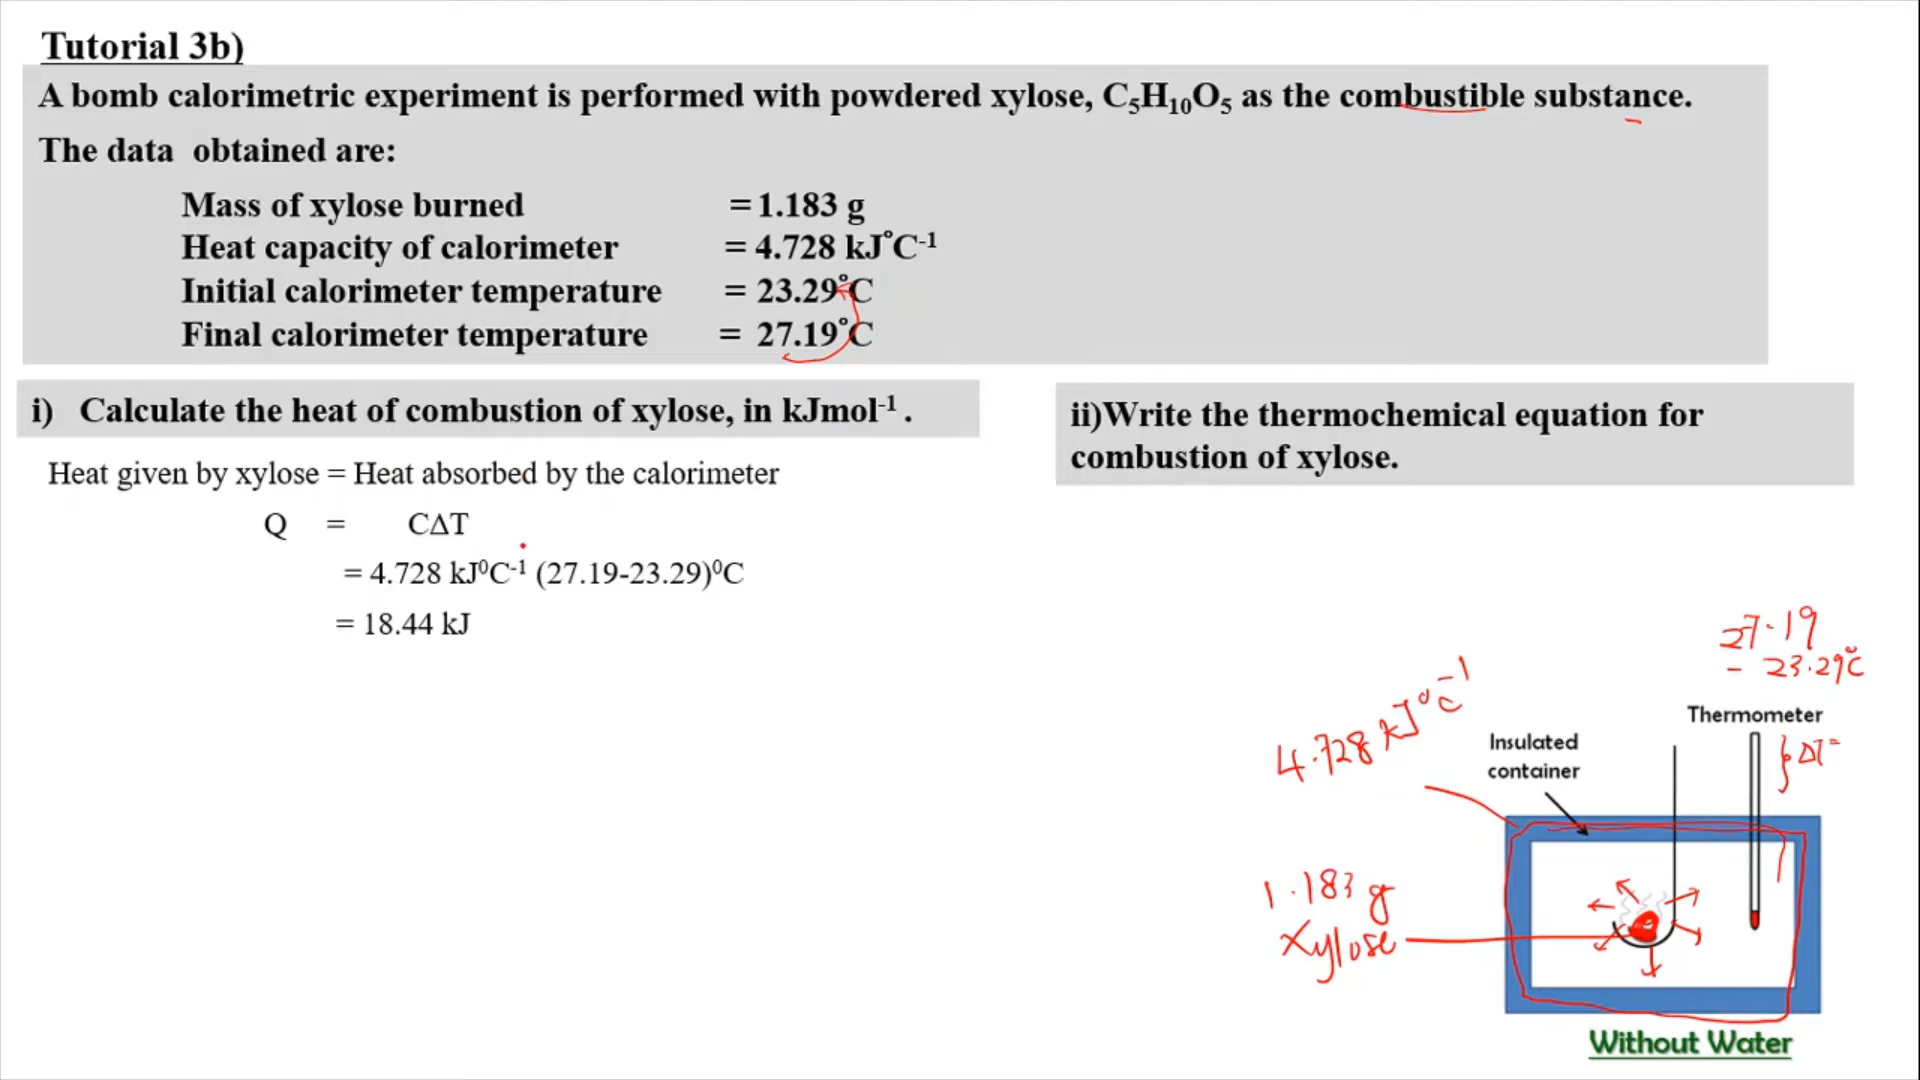 Tutorial 3b)
A bomb calorimetric experiment is performed with powdered xylose, C₅H₁₀O₅ as the combustible substance.
The data obtained are:
Mass of xylose burned = 1.183 g
Heat capacity of calorimeter = 4.728 kJ°C⁻¹
Initial calorimeter temperature = 23.29°C
Final calorimeter temperature = 27.19°C
i) Calculate the heat of combustion of xylose, in kJmol⁻¹ .
Heat given by xylose = Heat absorbed by the calorimeter
Q = CΔT
= 4.728 kJ⁰C⁻¹ (27.19-23.29)⁰C
= 18.44 kJ
ii)Write the thermochemical equation for
combustion of xylose.
27.19
- 23.29°C
4.728 kJ°C⁻¹
Thermometer
Insulated
container
ΔT =
1.183 g
Xylose
Without Water